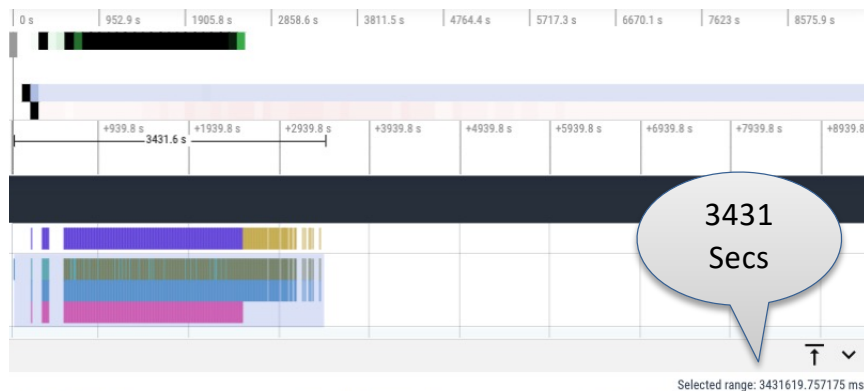 0 s 952.9 s 1905.8 s 2858.6 s 3811.5 s 4764.4 s 5717.3 s 6670.1 s 7623 s 8575.9 s
+939.8 s +1939.8 s +2939.8 s +3939.8 s +4939.8 s +5939.8 s +6939.8 s +7939.8 s +8939.8
3431.6 s
3431
Secs
Selected range: 3431619.757175 ms